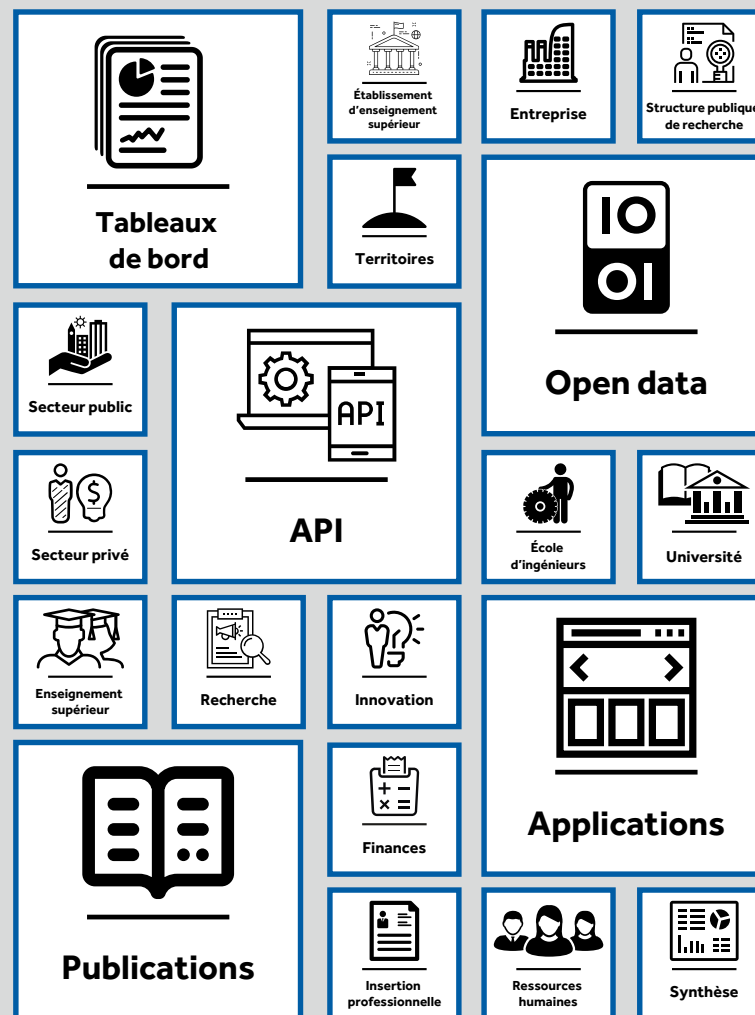 Tableaux
de bord
Établissement
d'enseignement
supérieur
Entreprise
Structure publique
de recherche
Territoires
IO
OI
Open data
Secteur public
API
API
$
Secteur privé
École
d'ingénieurs
Université
Enseignement
supérieur
Recherche
Innovation
Applications
+ −
× =
Finances
Publications
Insertion
professionnelle
Ressources
humaines
Synthèse